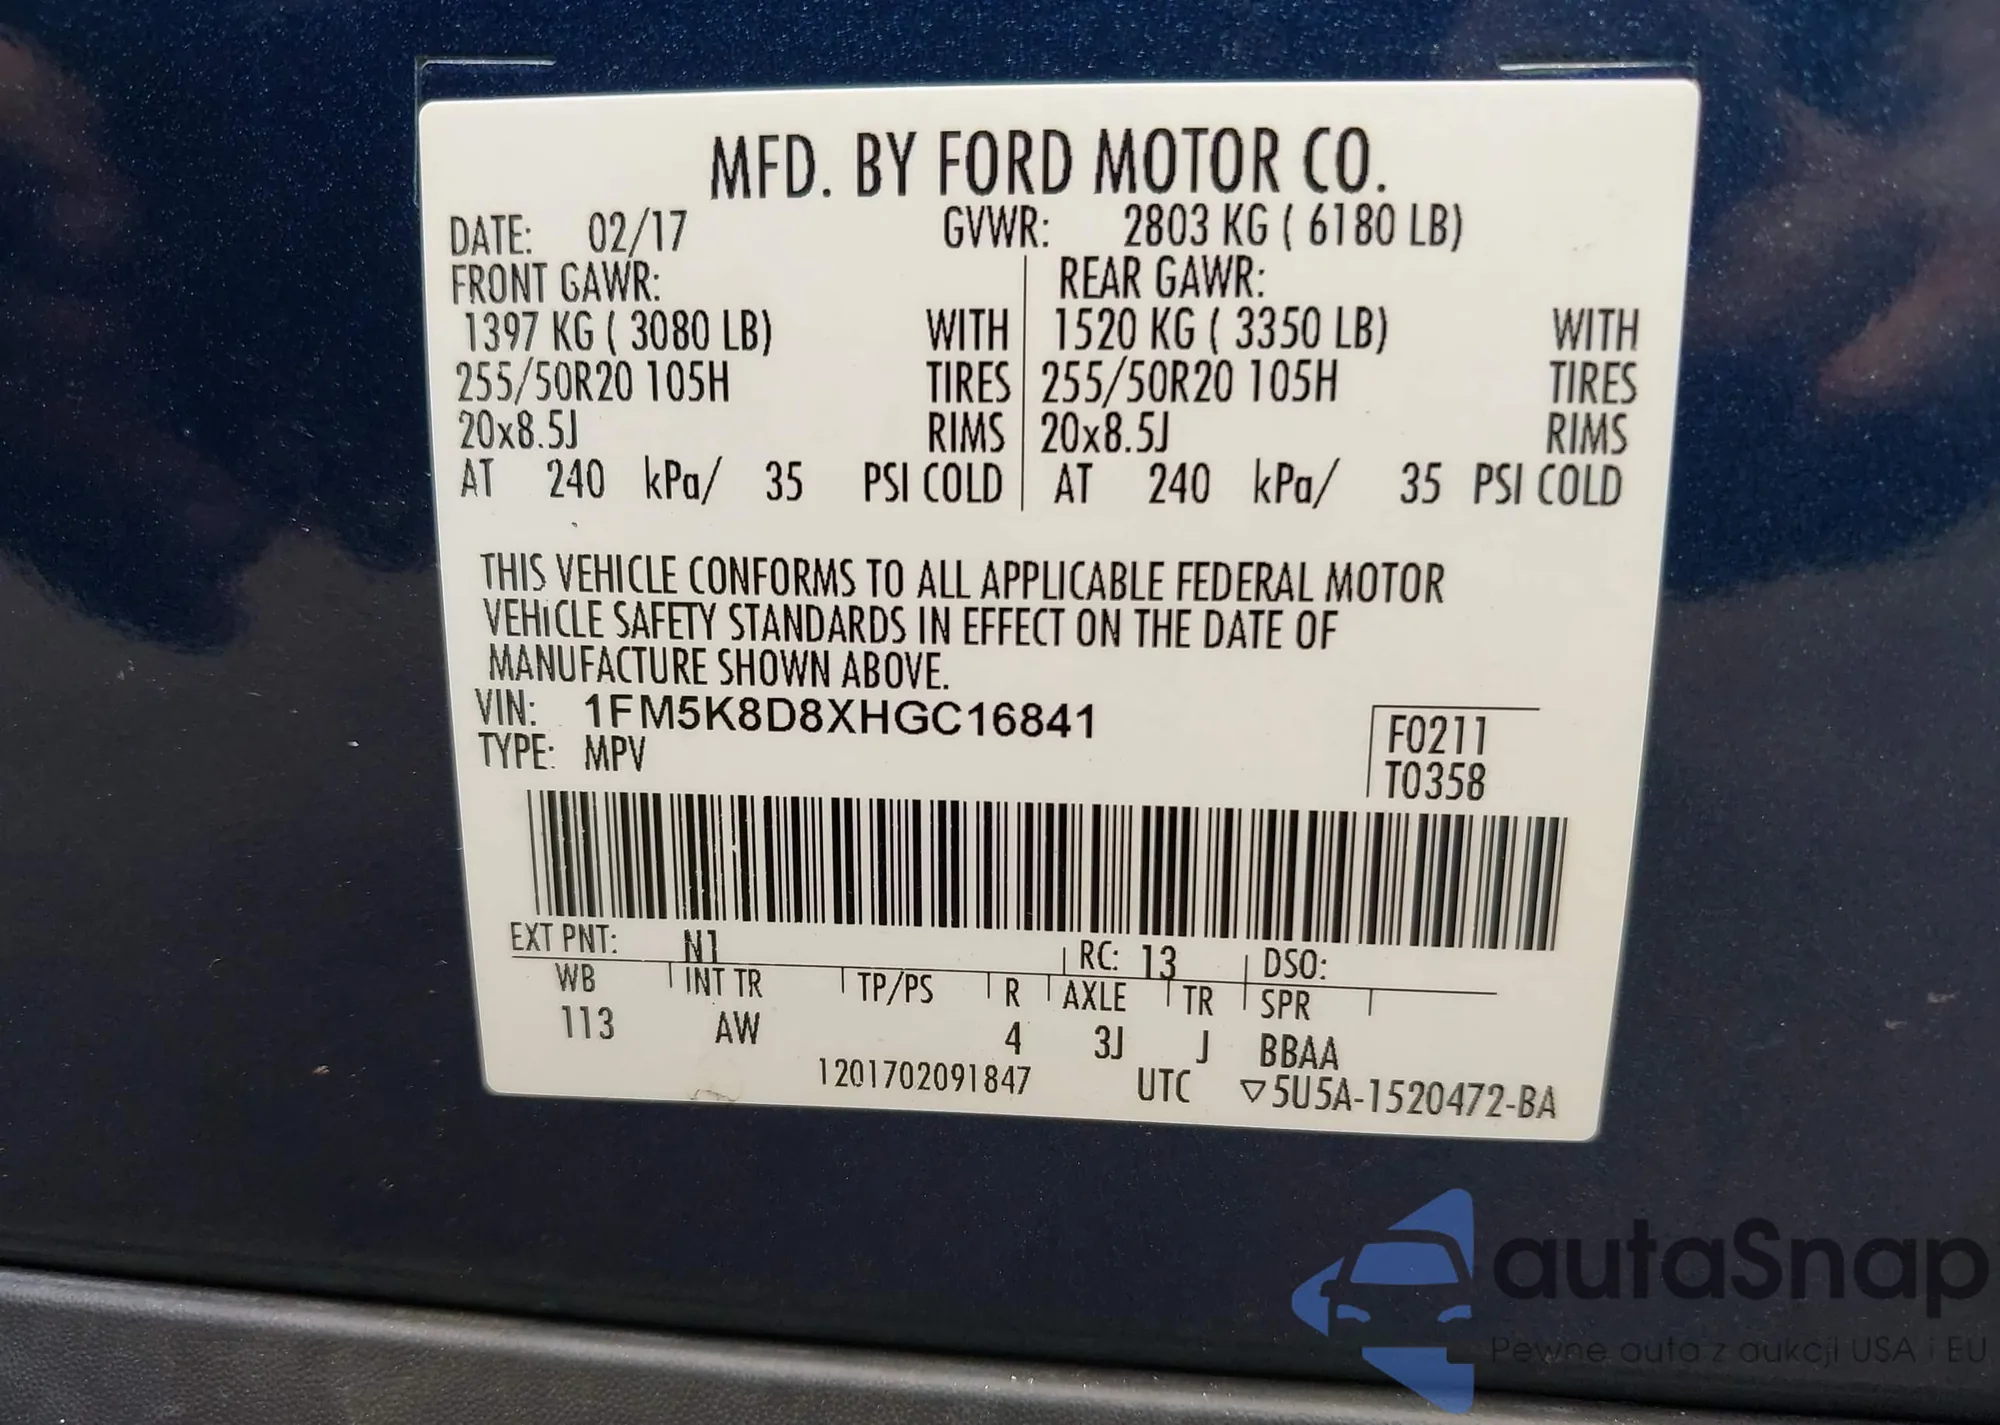 MFD. BY FORD MOTOR CO.
DATE: 02/17 GVWR: 2803 KG ( 6180 LB)
FRONT GAWR: REAR GAWR:
1397 KG ( 3080 LB) WITH 1520 KG ( 3350 LB) WITH
255/50R20 105H TIRES 255/50R20 105H TIRES
20x8.5J RIMS 20x8.5J RIMS
AT 240 kPa/ 35 PSI COLD AT 240 kPa/ 35 PSI COLD
THIS VEHICLE CONFORMS TO ALL APPLICABLE FEDERAL MOTOR
VEHICLE SAFETY STANDARDS IN EFFECT ON THE DATE OF
MANUFACTURE SHOWN ABOVE.
VIN: 1FM5K8D8XHGC16841
TYPE: MPV
F0211
T0358
EXT PNT: N1 RC: 13 DSO:
WB INT TR TP/PS R AXLE TR SPR
113 AW 4 3J J BBAA
1201702091847 UTC ▽5U5A-1520472-BA
autaSnap
Pewne auta z aukcji USA i EU